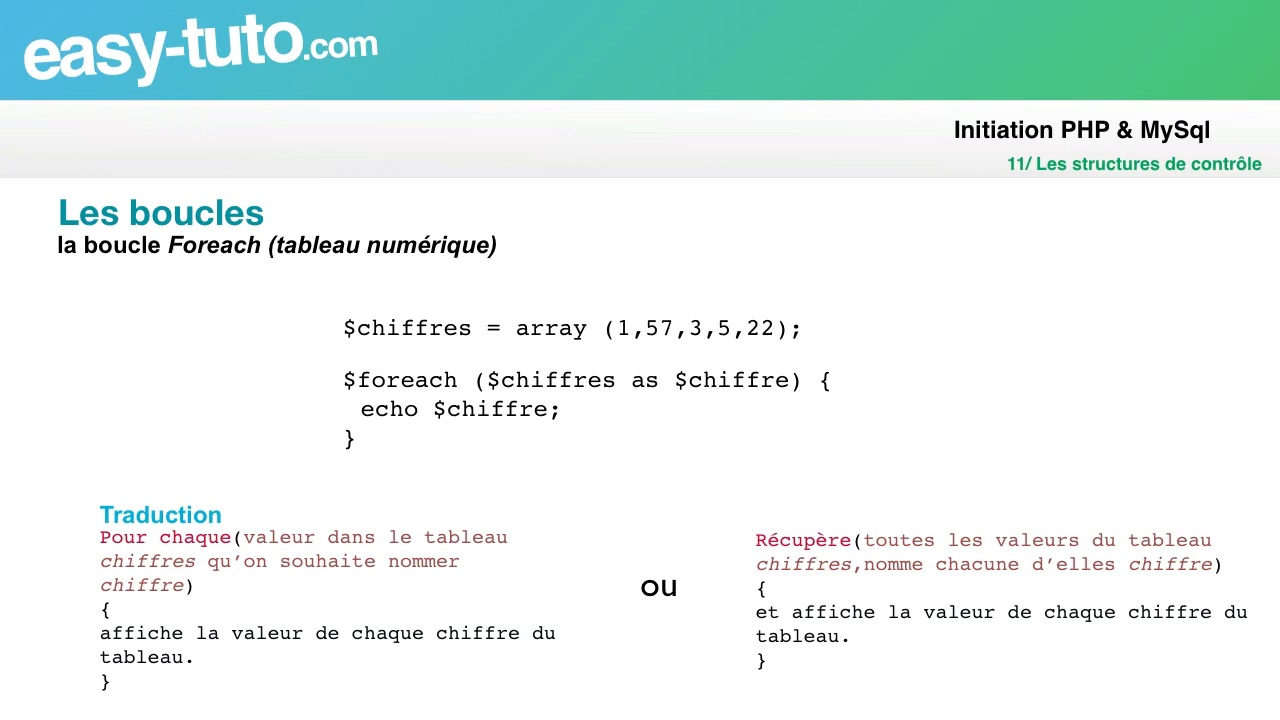 easy-tuto.com
Initiation PHP & MySql
11/ Les structures de contrôle
Les boucles
la boucle Foreach (tableau numérique)
$chiffres = array (1,57,3,5,22);
$foreach ($chiffres as $chiffre) {
echo $chiffre;
}
Traduction
Pour chaque(valeur dans le tableau
chiffres qu’on souhaite nommer
chiffre)
{
affiche la valeur de chaque chiffre du
tableau.
}
ou
Récupère(toutes les valeurs du tableau
chiffres,nomme chacune d’elles chiffre)
{
et affiche la valeur de chaque chiffre du
tableau.
}